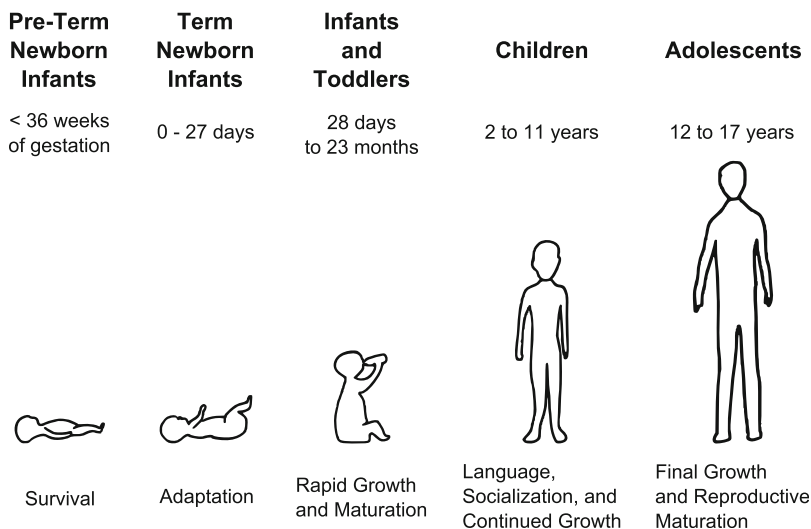 Pre-Term
Newborn
Infants
< 36 weeks
of gestation
Survival
Term
Newborn
Infants
0 - 27 days
Adaptation
Infants
and
Toddlers
28 days
to 23 months
Rapid Growth
and Maturation
Children
2 to 11 years
Language,
Socialization, and
Continued Growth
Adolescents
12 to 17 years
Final Growth
and Reproductive
Maturation